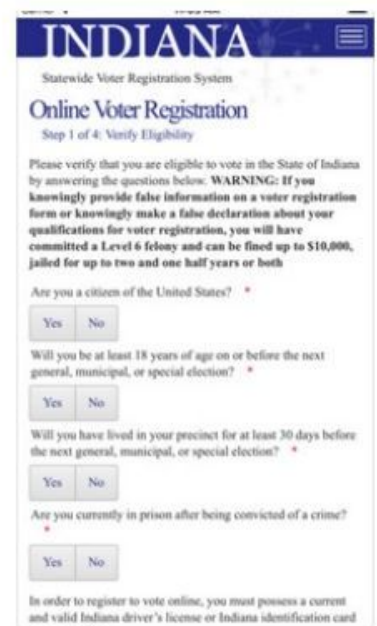 INDIANA
Statewide Voter Registration System
Online Voter Registration
Step 1 of 4: Verify Eligibility
Please verify that you are eligible to vote in the State of Indiana
by answering the questions below. WARNING: If you
knowingly provide false information on a voter registration
form or knowingly make a false declaration about your
qualifications for voter registration, you will have
committed a Level 6 felony and can be fined up to $10,000,
jailed for up to two and one half years or both
Are you a citizen of the United States? *
Yes No
Will you be at least 18 years of age on or before the next
general, municipal, or special election? *
Yes No
Will you have lived in your precinct for at least 30 days before
the next general, municipal, or special election? *
Yes No
Are you currently in prison after being convicted of a crime?
*
Yes No
In order to register to vote online, you must possess a current
and valid Indiana driver's license or Indiana identification card